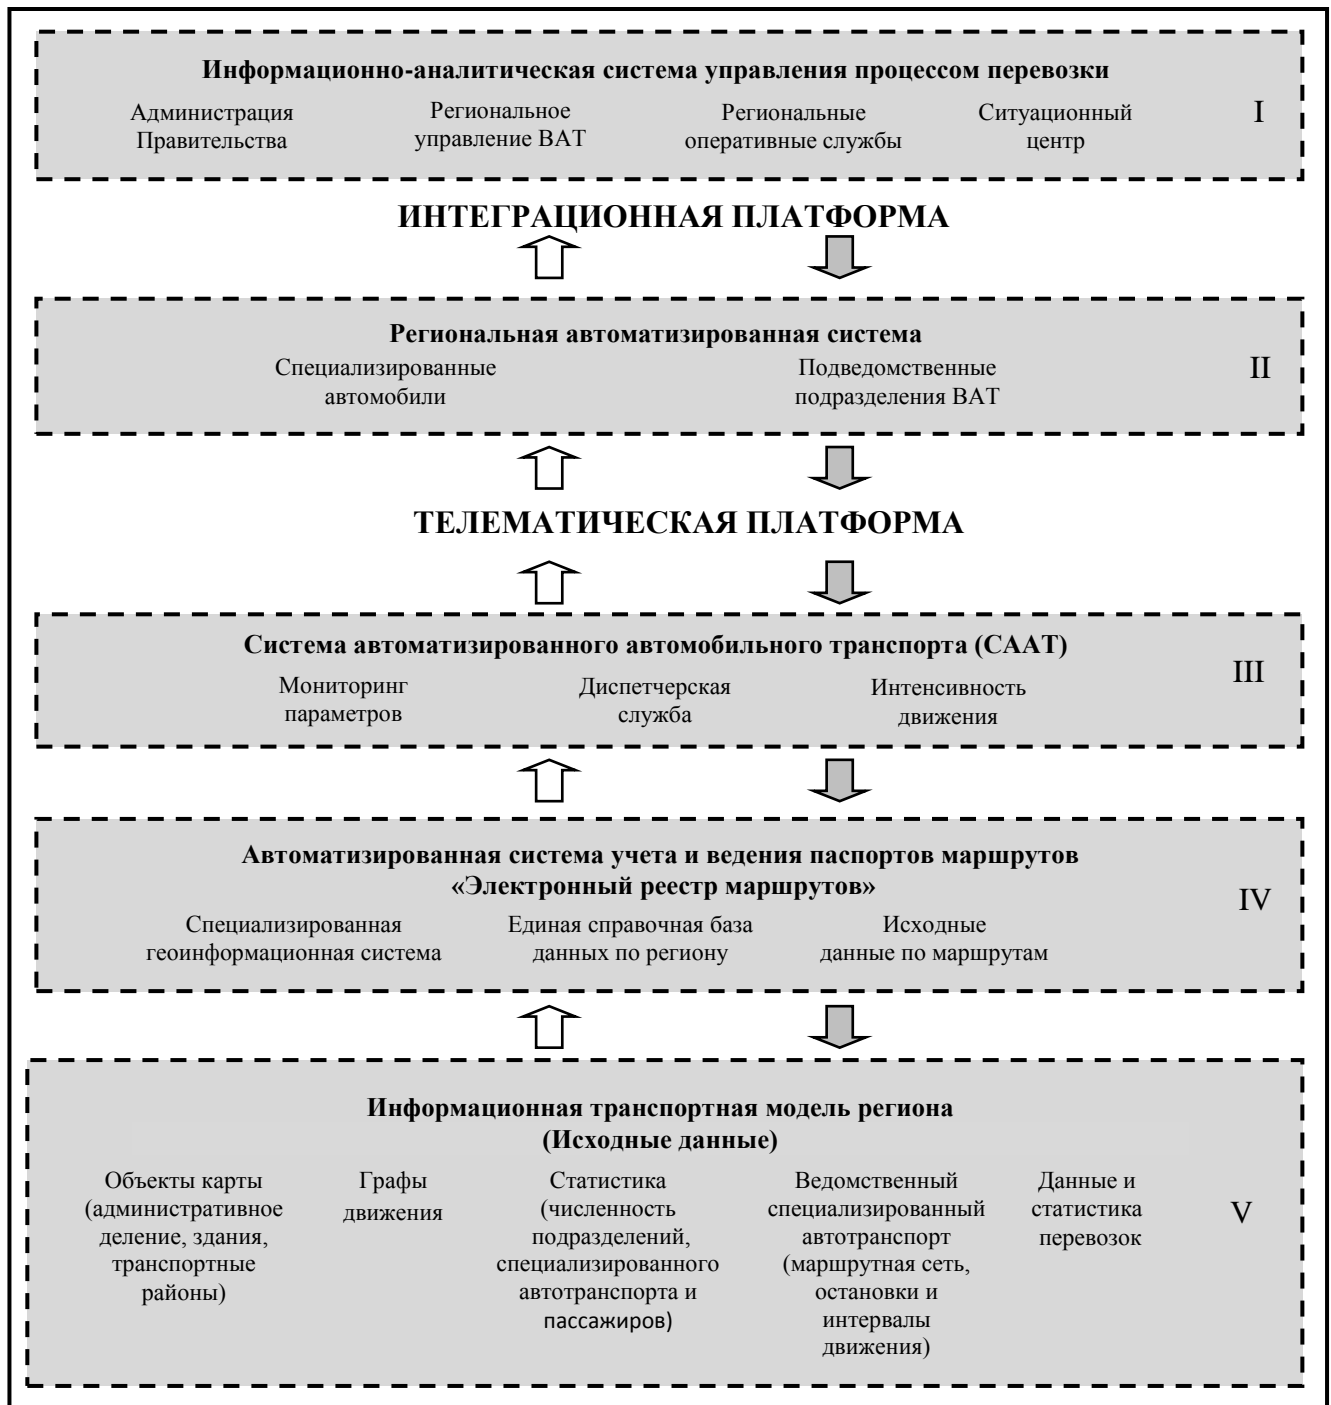 Информационно-аналитическая система управления процессом перевозки
Администрация
Правительства
Региональное
управление ВАТ
Региональные
оперативные службы
Ситуационный
центр
I
ИНТЕГРАЦИОННАЯ ПЛАТФОРМА
Региональная автоматизированная система
Специализированные
автомобили
Подведомственные
подразделения ВАТ
II
ТЕЛЕМАТИЧЕСКАЯ ПЛАТФОРМА
Система автоматизированного автомобильного транспорта (СААТ)
Мониторинг
параметров
Диспетчерская
служба
Интенсивность
движения
III
Автоматизированная система учета и ведения паспортов маршрутов
«Электронный реестр маршрутов»
Специализированная
геоинформационная система
Единая справочная база
данных по региону
Исходные
данные по маршрутам
IV
Информационная транспортная модель региона
(Исходные данные)
Объекты карты
(административное
деление, здания,
транспортные
районы)
Графы
движения
Статистика
(численность
подразделений,
специализированного
автотранспорта и
пассажиров)
Ведомственный
специализированный
автотранспорт
(маршрутная сеть,
остановки и
интервалы
движения)
Данные и
статистика
перевозок
V